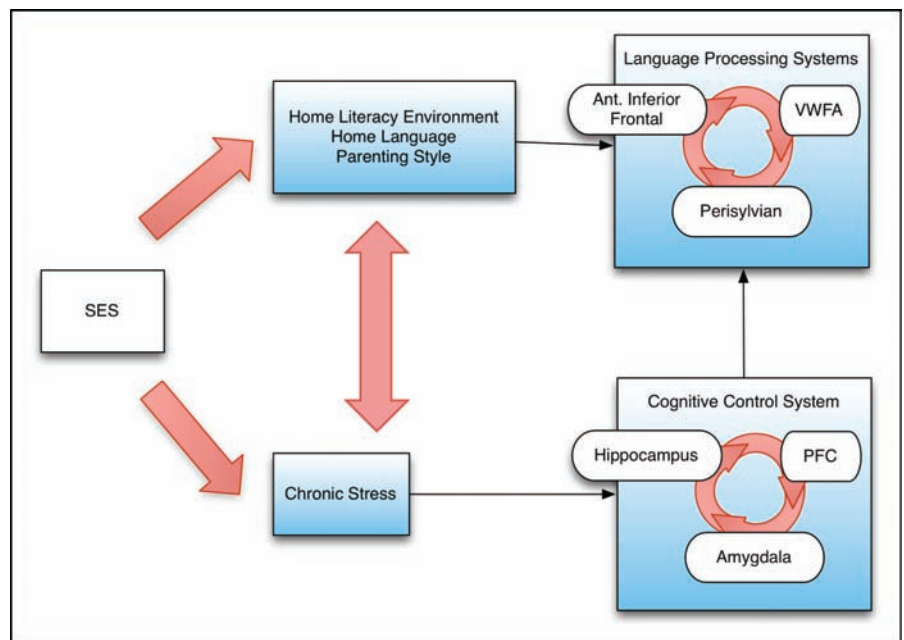 Language Processing Systems
Ant. Inferior
Frontal
VWFA
Perisylvian
Home Literacy Environment
Home Language
Parenting Style
SES
Chronic Stress
Cognitive Control System
Hippocampus
PFC
Amygdala